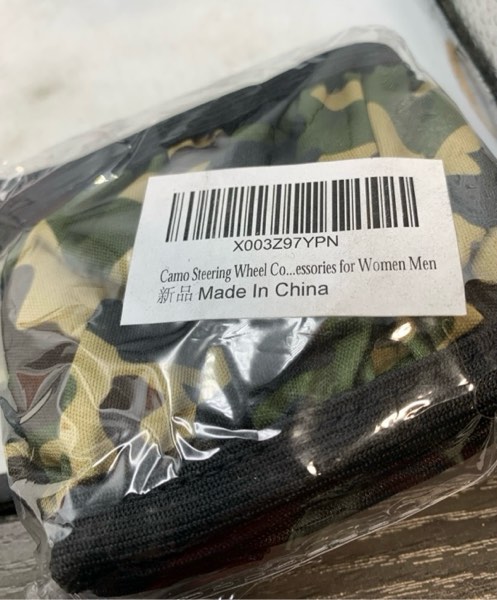 X003Z97YPN
Camo Steering Wheel Co...essories for Women Men
新品 Made In China